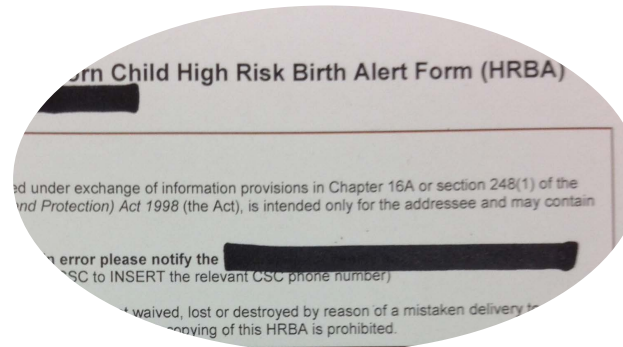 Child High Risk Birth Alert Form (HRBA)
ed under exchange of information provisions in Chapter 16A or section 248(1) of the
nd Protection) Act 1998 (the Act), is intended only for the addressee and may contain
error please notify the
SC to INSERT the relevant CSC phone number)
waived, lost or destroyed by reason of a mistaken delivery to
opying of this HRBA is prohibited.